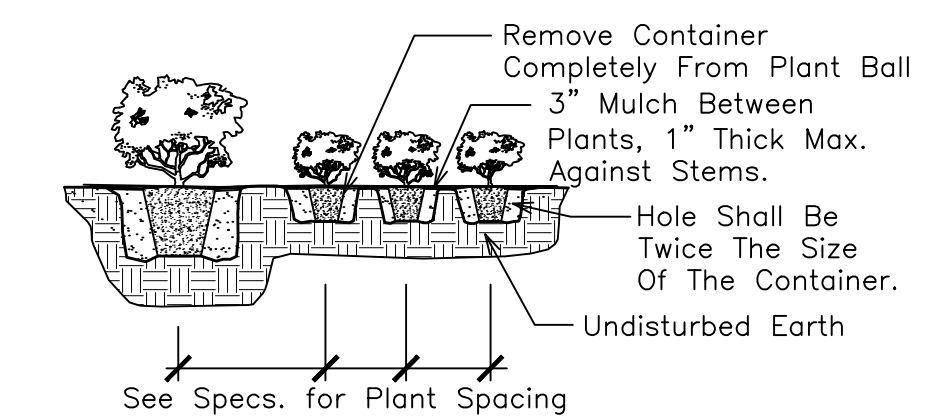 Remove Container
Completely From Plant Ball
3” Mulch Between
Plants, 1” Thick Max.
Against Stems.
Hole Shall Be
Twice The Size
Of The Container.
Undisturbed Earth
See Specs. for Plant Spacing